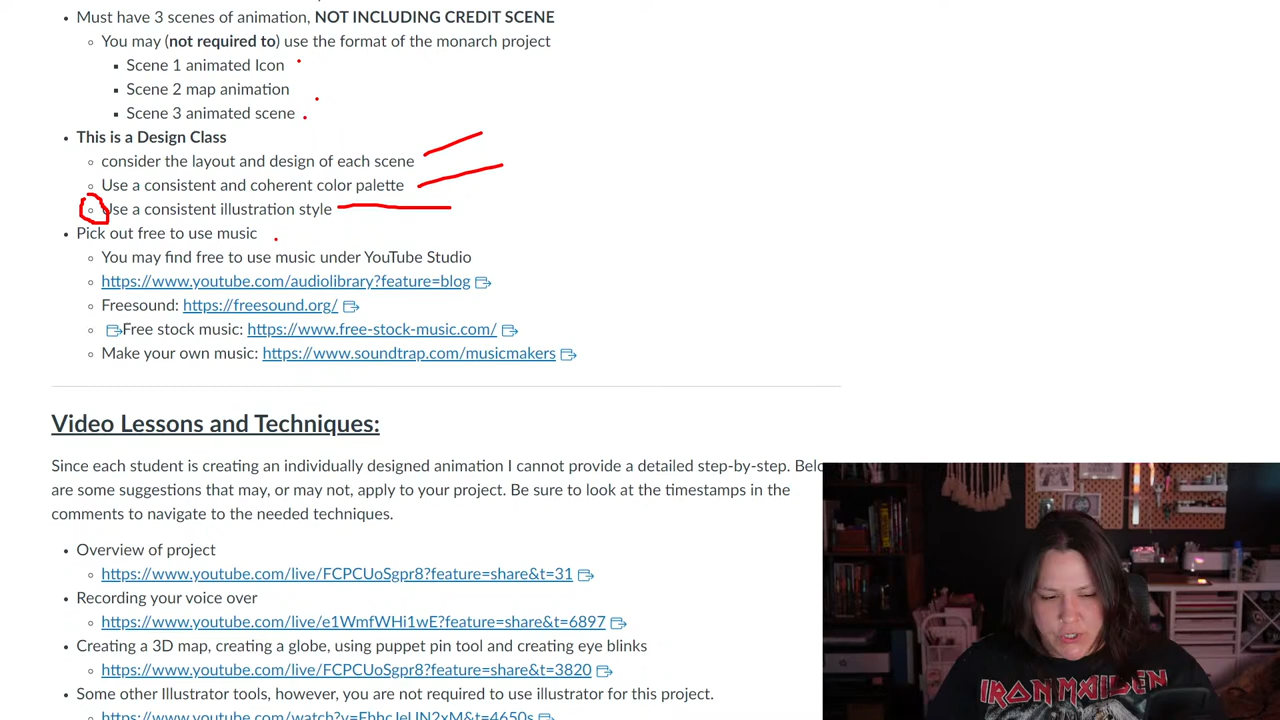 Must have 3 scenes of animation, NOT INCLUDING CREDIT SCENE
You may (not required to) use the format of the monarch project
Scene 1 animated Icon
Scene 2 map animation
Scene 3 animated scene
This is a Design Class
consider the layout and design of each scene
Use a consistent and coherent color palette
Use a consistent illustration style
Pick out free to use music
You may find free to use music under YouTube Studio
https://www.youtube.com/audiolibrary?feature=blog
Freesound: https://freesound.org/
Free stock music: https://www.free-stock-music.com/
Make your own music: https://www.soundtrap.com/musicmakers
Video Lessons and Techniques:
Since each student is creating an individually designed animation I cannot provide a detailed step-by-step. Belo
are some suggestions that may, or may not, apply to your project. Be sure to look at the timestamps in the
comments to navigate to the needed techniques.
Overview of project
https://www.youtube.com/live/FCPCUoSgpr8?feature=share&t=31
Recording your voice over
https://www.youtube.com/live/e1WmfWHi1wE?feature=share&t=6897
Creating a 3D map, creating a globe, using puppet pin tool and creating eye blinks
https://www.youtube.com/live/FCPCUoSgpr8?feature=share&t=3820
Some other Illustrator tools, however, you are not required to use illustrator for this project.
IRON MAIDEN